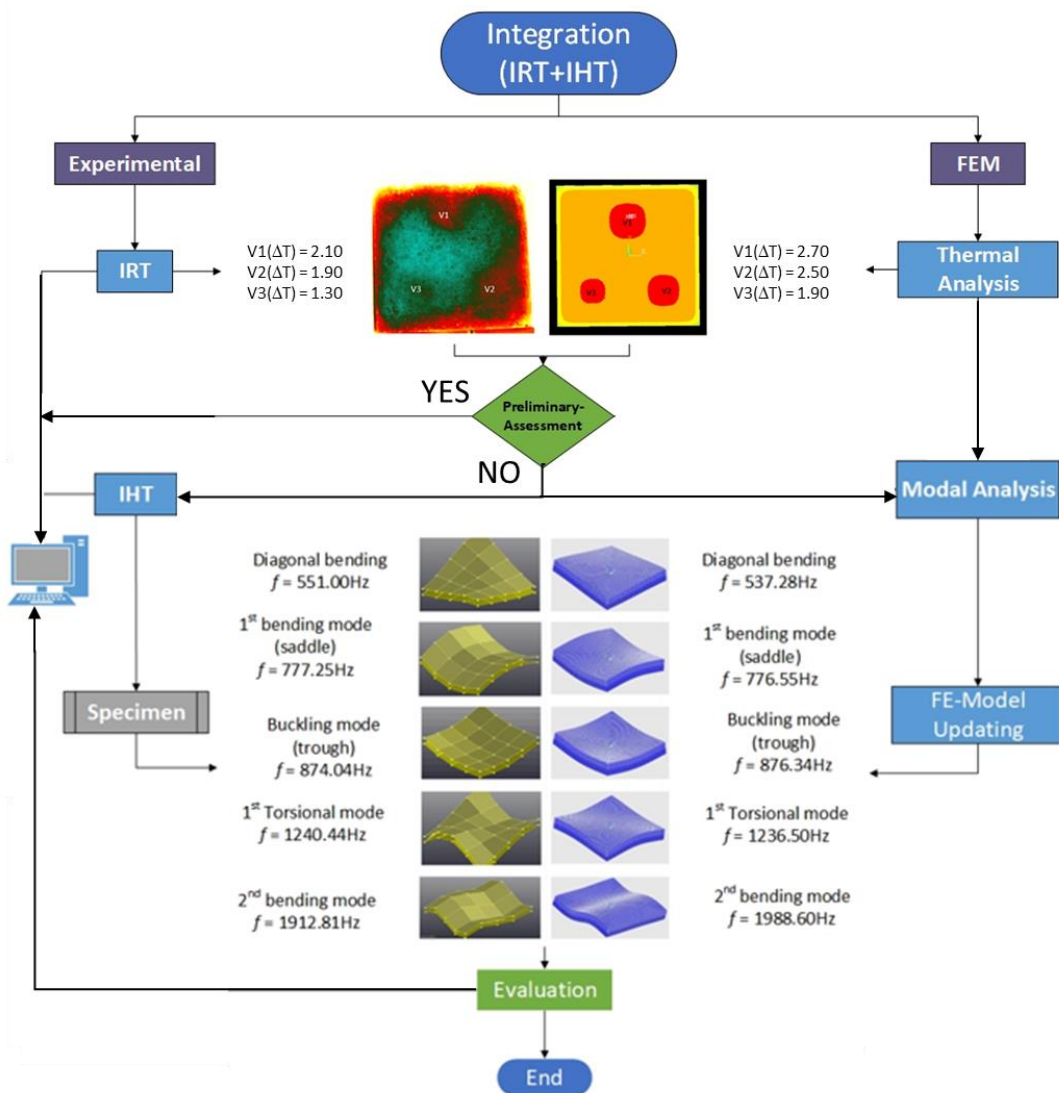 Integration
(IRT+IHT)
Experimental
FEM
IRT
V1(ΔT) = 2.10
V2(ΔT) = 1.90
V3(ΔT) = 1.30
V1
V3
V2
V1
V3
V2
V1(ΔT) = 2.70
V2(ΔT) = 2.50
V3(ΔT) = 1.90
Thermal
Analysis
YES
Preliminary-
Assessment
NO
IHT
Modal Analysis
Diagonal bending
f = 551.00Hz
Diagonal bending
f = 537.28Hz
1st bending mode
(saddle)
f = 777.25Hz
1st bending mode
(saddle)
f = 776.55Hz
Specimen
FE-Model
Updating
Buckling mode
(trough)
f = 874.04Hz
Buckling mode
(trough)
f = 876.34Hz
1st Torsional mode
f = 1240.44Hz
1st Torsional mode
f = 1236.50Hz
2nd bending mode
f = 1912.81Hz
2nd bending mode
f = 1988.60Hz
Evaluation
End